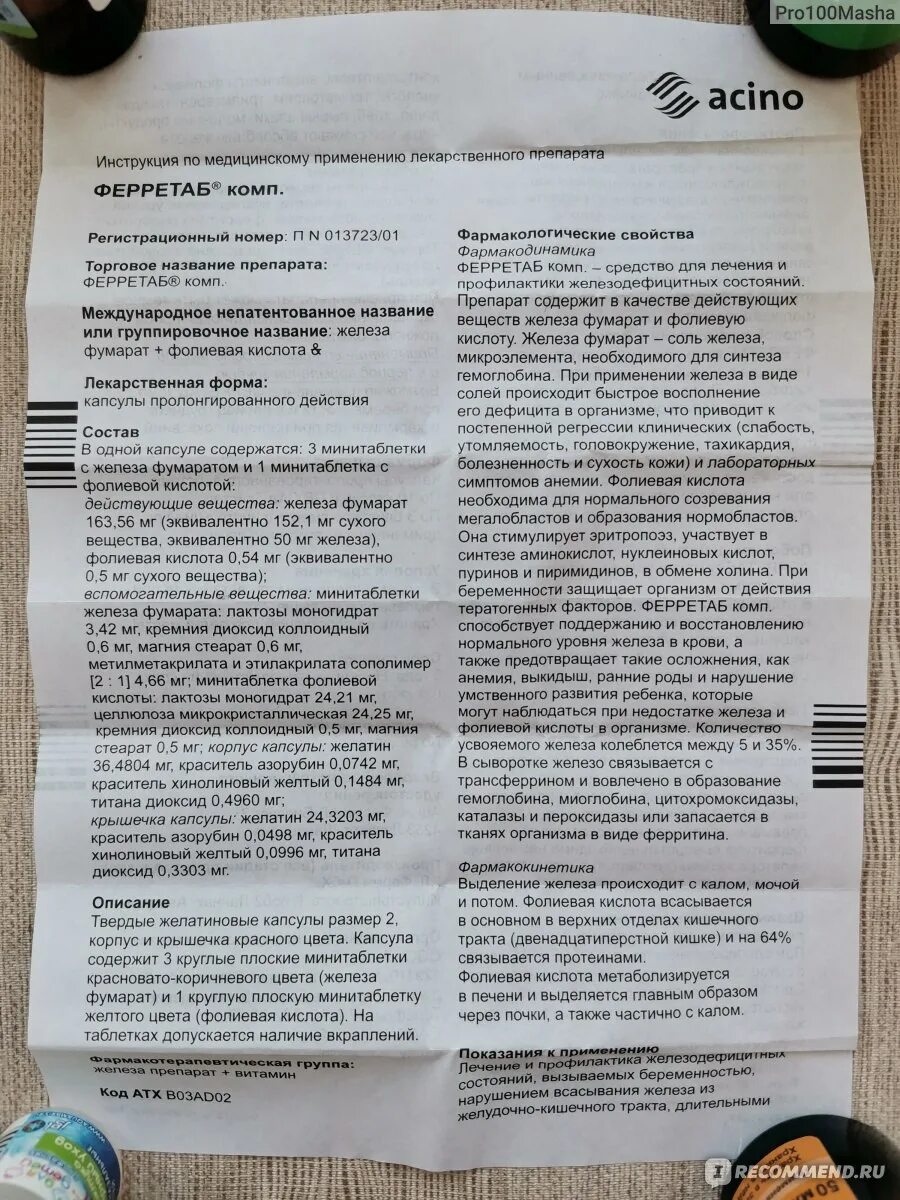 Pro100Masha
acino
Инструкция по медицинскому применению лекарственного препарата
ФЕРРЕТАБ® комп.
Регистрационный номер: П N 013723/01
Торговое название препарата:
ФЕРРЕТАБ® комп.
Международное непатентованное название
или группировочное название: железа
фумарат + фолиевая кислота &
Лекарственная форма:
капсулы пролонгированного действия
Состав
В одной капсуле содержатся: 3 минитаблетки
с железа фумаратом и 1 минитаблетка с
фолиевой кислотой:
действующие вещества: железа фумарат
163,56 мг (эквивалентно 152,1 мг сухого
вещества, эквивалентно 50 мг железа),
фолиевая кислота 0,54 мг (эквивалентно
0,5 мг сухого вещества);
вспомогательные вещества: минитаблетки
железа фумарата: лактозы моногидрат
3,42 мг, кремния диоксид коллоидный
0,6 мг, магния стеарат 0,6 мг,
метилметакрилата и этилакрилата сополимер
[2 : 1] 4,66 мг; минитаблетка фолиевой
кислоты: лактозы моногидрат 24,21 мг,
целлюлоза микрокристаллическая 24,25 мг,
кремния диоксид коллоидный 0,5 мг, магния
стеарат 0,5 мг; корпус капсулы: желатин
36,4804 мг, краситель азорубин 0,0742 мг,
краситель хинолиновый желтый 0,1484 мг,
титана диоксид 0,4960 мг;
крышечка капсулы: желатин 24,3203 мг,
краситель азорубин 0,0498 мг, краситель
хинолиновый желтый 0,0996 мг, титана
диоксид 0,3303 мг.
Описание
Твердые желатиновые капсулы размер 2,
корпус и крышечка красного цвета. Капсула
содержит 3 круглые плоские минитаблетки
красновато-коричневого цвета (железа
фумарат) и 1 круглую плоскую минитаблетку
желтого цвета (фолиевая кислота). На
таблетках допускается наличие вкраплений.
Фармакотерапевтическая группа:
железа препарат + витамин
Код АТХ B03AD02
Фармакологические свойства
Фармакодинамика
ФЕРРЕТАБ комп. – средство для лечения и
профилактики железодефицитных состояний.
Препарат содержит в качестве действующих
веществ железа фумарат и фолиевую
кислоту. Железа фумарат – соль железа,
микроэлемента, необходимого для синтеза
гемоглобина. При применении железа в виде
солей происходит быстрое восполнение
его дефицита в организме, что приводит к
постепенной регрессии клинических (слабость,
утомляемость, головокружение, тахикардия,
болезненность и сухость кожи) и лабораторных
симптомов анемии. Фолиевая кислота
необходима для нормального созревания
мегалобластов и образования нормобластов.
Она стимулирует эритропоэз, участвует в
синтезе аминокислот, нуклеиновых кислот,
пуринов и пиримидинов, в обмене холина. При
беременности защищает организм от действия
тератогенных факторов. ФЕРРЕТАБ комп.
способствует поддержанию и восстановлению
нормального уровня железа в крови, а
также предотвращает такие осложнения, как
анемия, выкидыш, ранние роды и нарушение
умственного развития ребенка, которые
могут наблюдаться при недостатке железа и
фолиевой кислоты в организме. Количество
усвояемого железа колеблется между 5 и 35%.
В сыворотке железо связывается с
трансферрином и вовлечено в образование
гемоглобина, миоглобина, цитохромоксидазы,
каталазы и пероксидазы или запасается в
тканях организма в виде ферритина.
Фармакокинетика
Выделение железа происходит с калом, мочой
и потом. Фолиевая кислота всасывается
в основном в верхних отделах кишечного
тракта (двенадцатиперстной кишке) и на 64%
связывается протеинами.
Фолиевая кислота метаболизируется
в печени и выделяется главным образом
через почки, а также частично с калом.
Показания к применению
Лечение и профилактика железодефицитных
состояний, вызываемых беременностью,
нарушением всасывания железа из
желудочно-кишечного тракта, длительными
50 М
RECOMMEND.RU